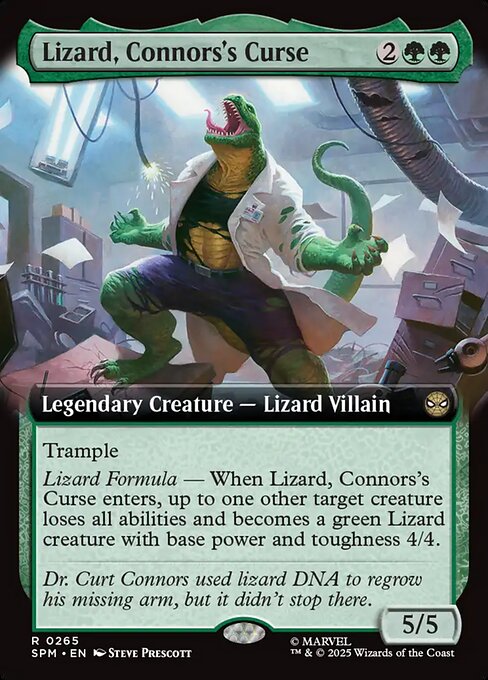 Lizard, Connors's Curse 2
Legendary Creature — Lizard Villain
Trample
Lizard Formula — When Lizard, Connors's
Curse enters, up to one other target creature
loses all abilities and becomes a green Lizard
creature with base power and toughness 4/4.
Dr. Curt Connors used lizard DNA to regrow
his missing arm, but it didn't stop there.
5/5
R 0265
SPM • EN Steve Prescott
© MARVEL
™ & © 2025 Wizards of the Coast